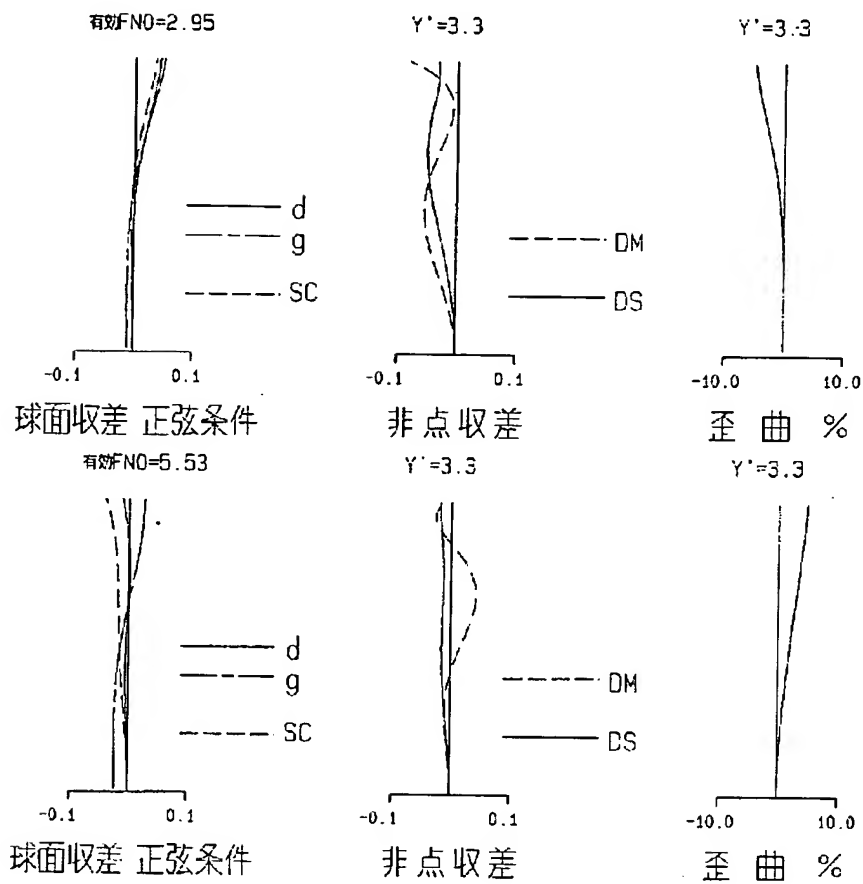 有効FNO=2.95
Y'=3.3
Y'=3.3
d
g
SC
DM
DS
-0.1
0.1
-0.1
0.1
-10.0
10.0
球面収差 正弦条件
非点収差
歪曲 %
有効FNO=5.53
Y'=3.3
Y'=3.3
d
g
SC
DM
DS
-0.1
0.1
-0.1
0.1
-10.0
10.0
球面収差 正弦条件
非点収差
歪曲 %